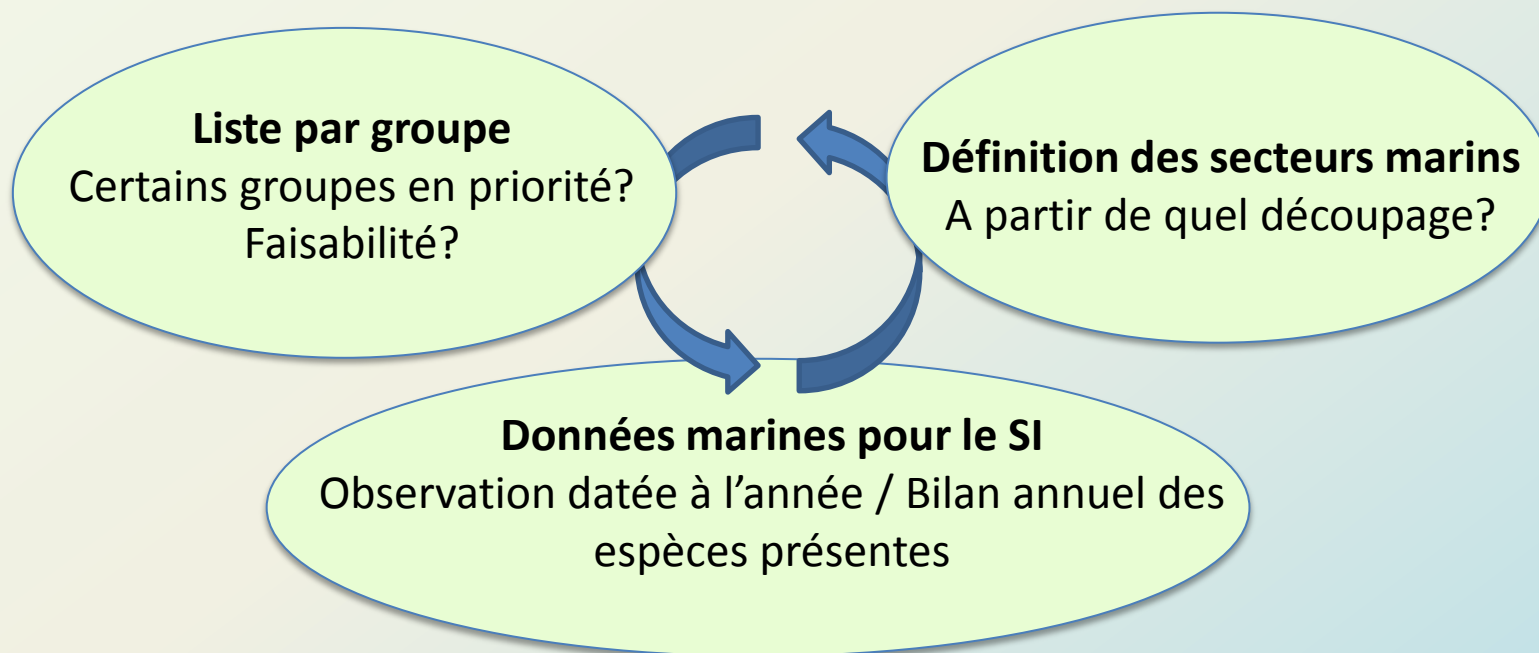 Liste par groupe
Certains groupes en priorité?
Faisabilité?
Définition des secteurs marins
A partir de quel découpage?
Données marines pour le SI
Observation datée à l’année / Bilan annuel des
espèces présentes